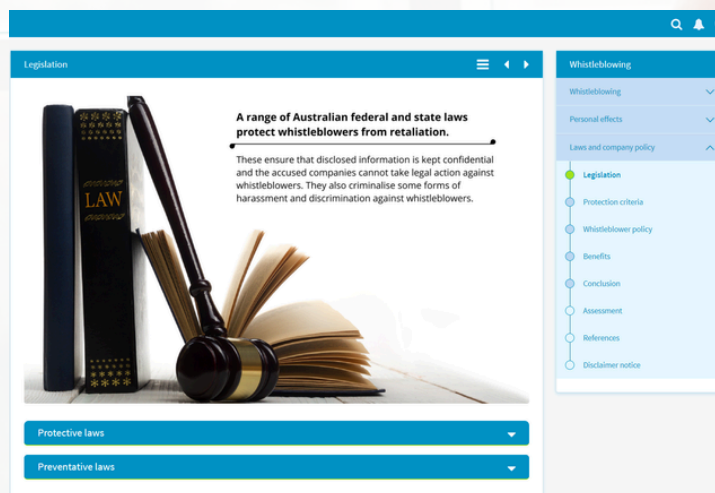 Legislation
A range of Australian federal and state laws
protect whistleblowers from retaliation.
These ensure that disclosed information is kept confidential
and the accused companies cannot take legal action against
whistleblowers. They also criminalise some forms of
harassment and discrimination against whistleblowers.
LAW
Protective laws
Preventative laws
Whistleblowing
Whistleblowing
Personal effects
Laws and company policy
Legislation
Protection criteria
Whistleblower policy
Benefits
Conclusion
Assessment
References
Disclaimer notice